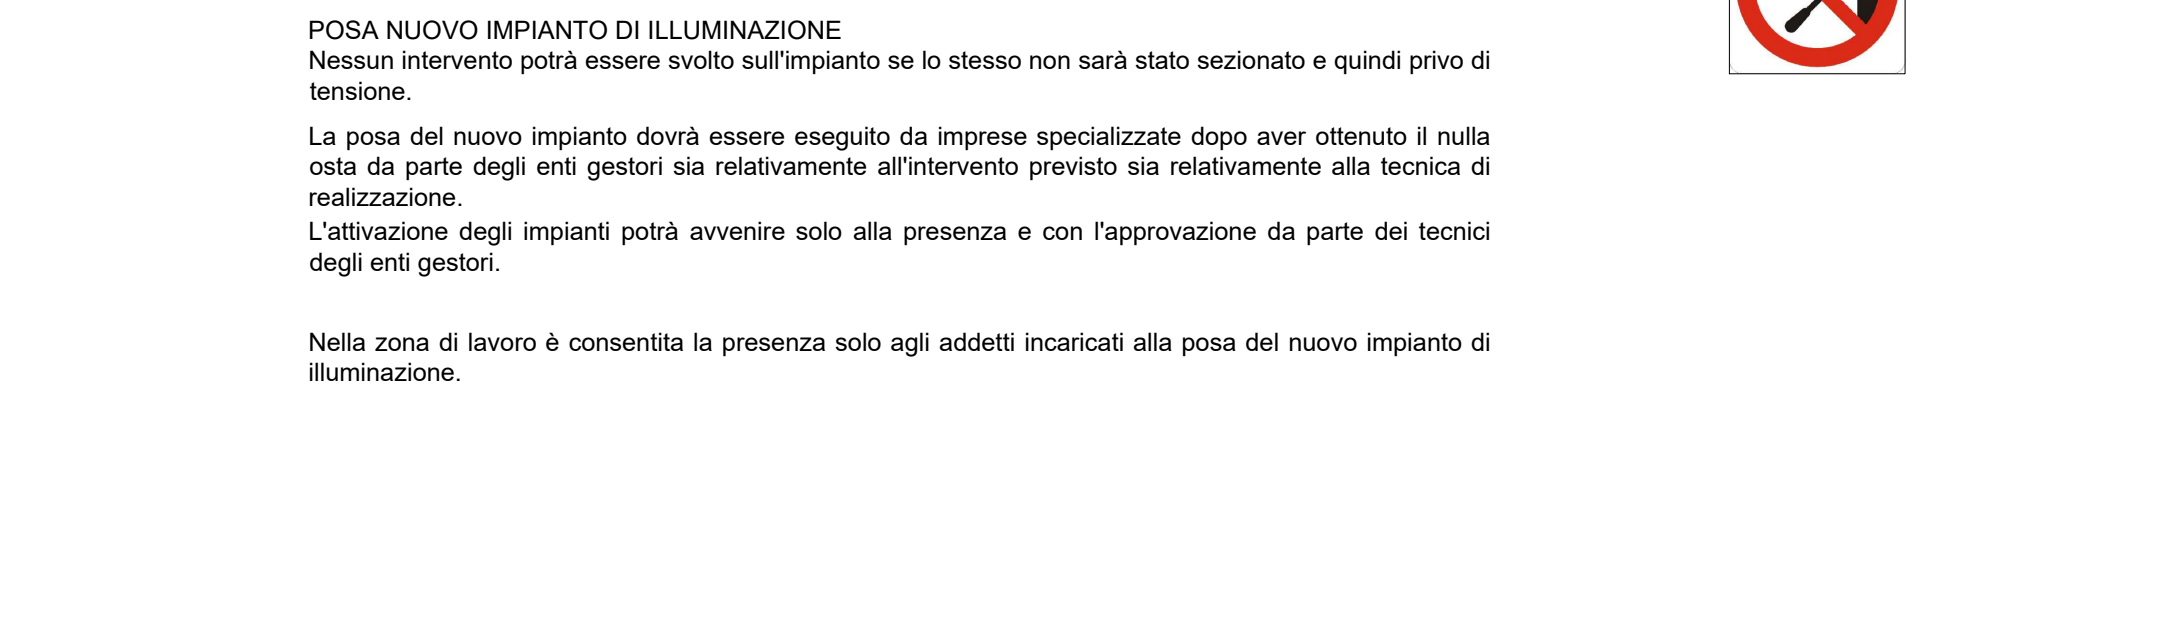 POSA NUOVO IMPIANTO DI ILLUMINAZIONE
Nessun intervento potrà essere svolto sull'impianto se lo stesso non sarà stato sezionato e quindi privo di
tensione.
La posa del nuovo impianto dovrà essere eseguito da imprese specializzate dopo aver ottenuto il nulla
osta da parte degli enti gestori sia relativamente all'intervento previsto sia relativamente alla tecnica di
realizzazione.
L'attivazione degli impianti potrà avvenire solo alla presenza e con l'approvazione da parte dei tecnici
degli enti gestori.
Nella zona di lavoro è consentita la presenza solo agli addetti incaricati alla posa del nuovo impianto di
illuminazione.